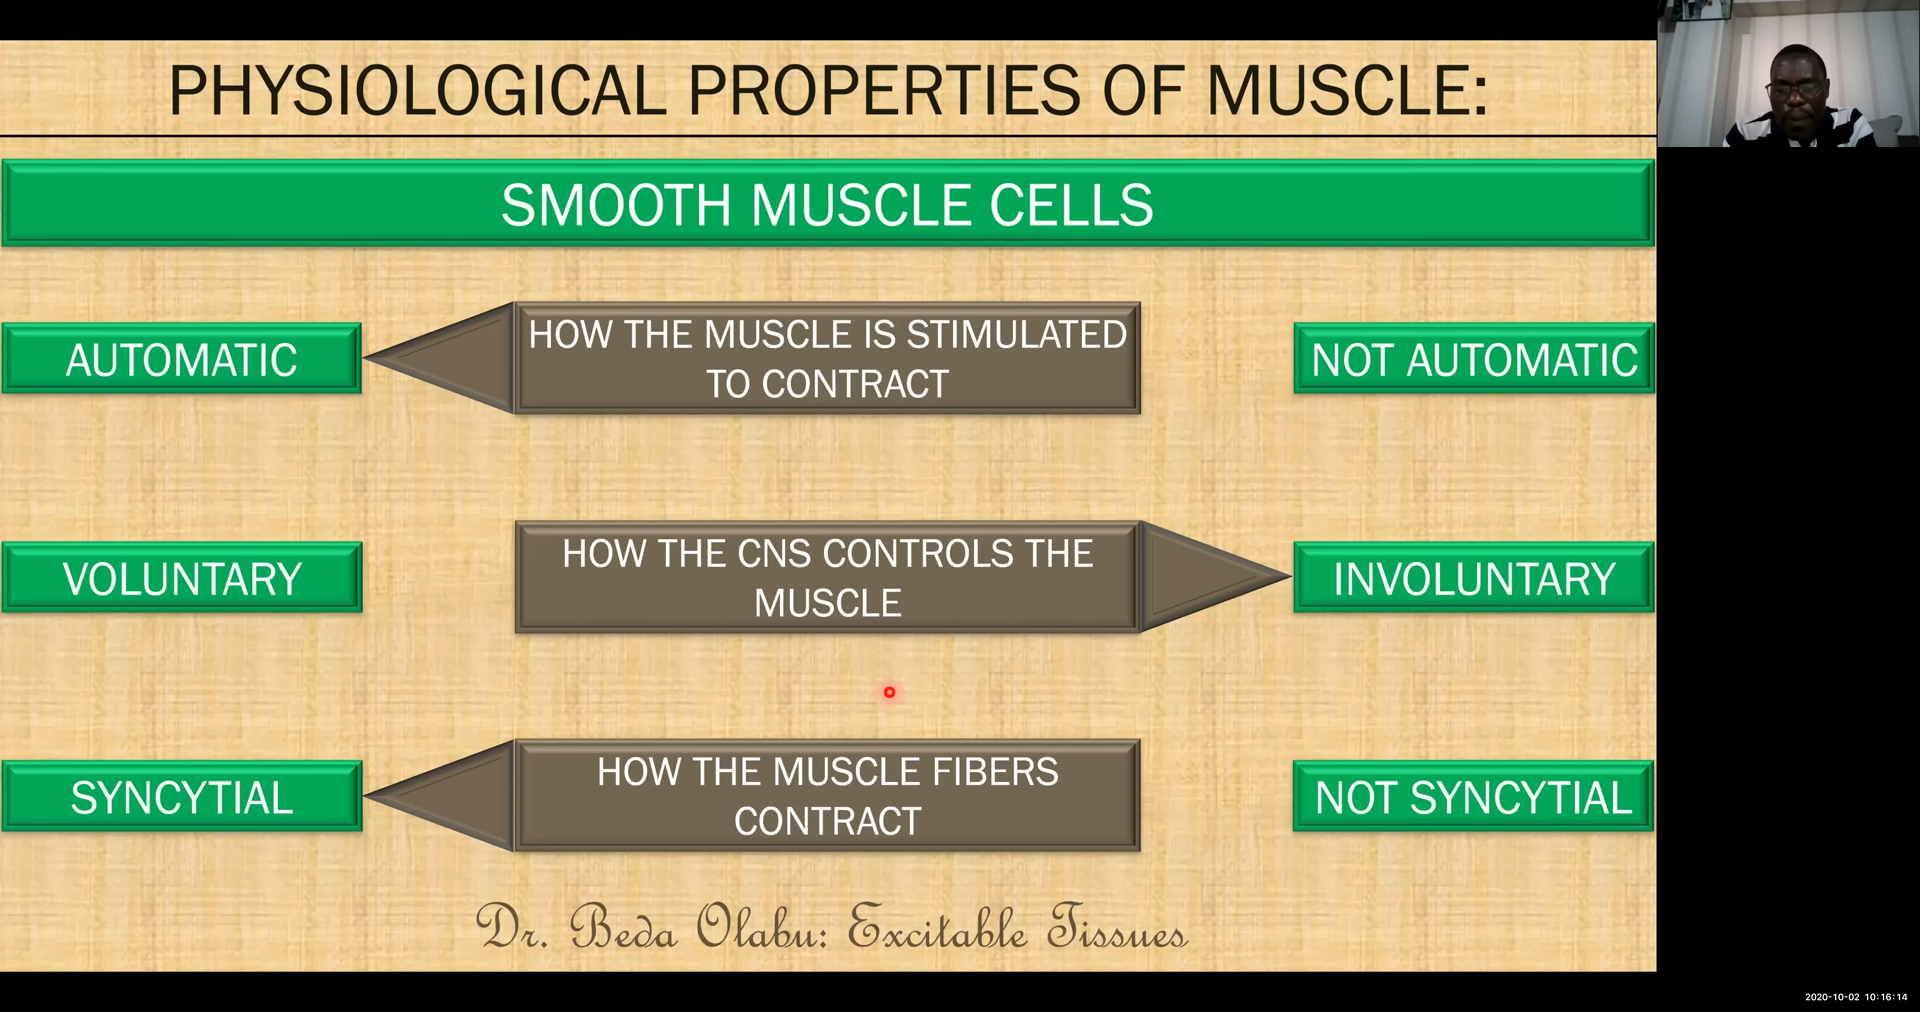 PHYSIOLOGICAL PROPERTIES OF MUSCLE:
SMOOTH MUSCLE CELLS
AUTOMATIC
HOW THE MUSCLE IS STIMULATED
TO CONTRACT
NOT AUTOMATIC
VOLUNTARY
HOW THE CNS CONTROLS THE
MUSCLE
INVOLUNTARY
SYNCYTIAL
HOW THE MUSCLE FIBERS
CONTRACT
NOT SYNCYTIAL
Dr. Beda Olabu: Excitable Tissues
2020-10-02 10:16:14